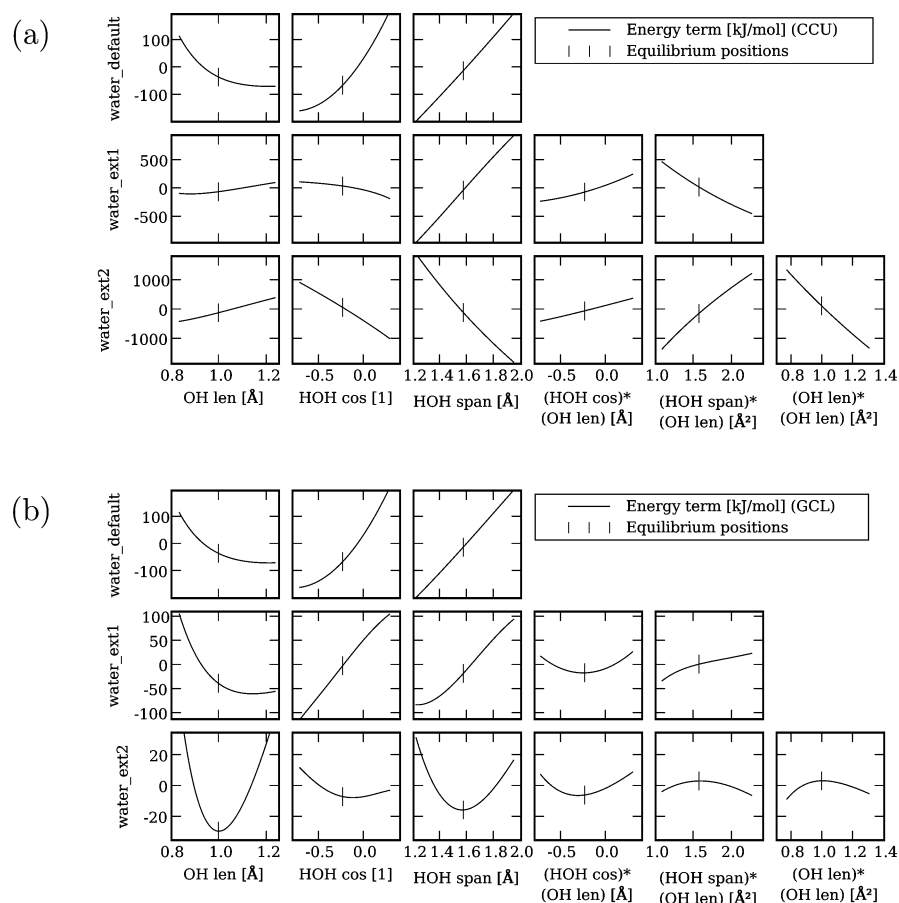 (a)
water_default
100
0
-100
Energy term [kJ/mol] (CCU)
Equilibrium positions
water_ext1
500
0
-500
water_ext2
1000
0
-1000
0.8 1.2
-0.5 0.0
1.2 1.4 1.6 1.8 2.0
-0.5 0.0
1.0 1.5 2.0
0.8 1.0 1.2 1.4
OH len [Å]
HOH cos [1]
HOH span [Å]
(HOH cos)*
(OH len) [Å]
(HOH span)*
(OH len) [Å²]
(OH len)*
(OH len) [Å²]
(b)
water_default
100
0
-100
Energy term [kJ/mol] (GCL)
Equilibrium positions
water_ext1
100
50
0
-50
-100
water_ext2
20
0
-20
0.8 1.2
-0.5 0.0
1.2 1.4 1.6 1.8 2.0
-0.5 0.0
1.0 1.5 2.0
0.8 1.0 1.2 1.4
OH len [Å]
HOH cos [1]
HOH span [Å]
(HOH cos)*
(OH len) [Å]
(HOH span)*
(OH len) [Å²]
(OH len)*
(OH len) [Å²]